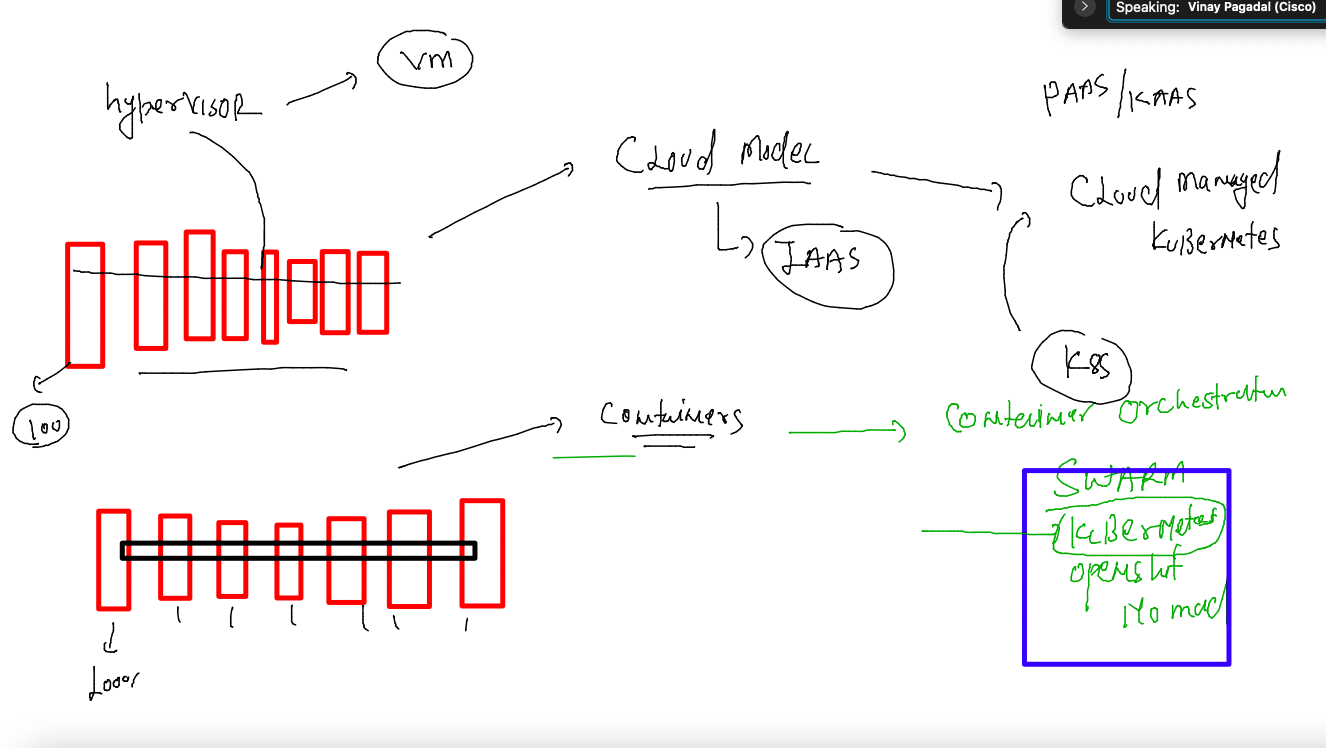 Speaking: Vinay Pagadal (Cisco)
VM
hypervISOR
PAAS/KAAS
CLoud ModeL
CLoud managed
KuBerNetes
IAAS
K8S
100
Containers
Container Orchestration
SWARM
KuBerNetes
openshif
Nomad
1000